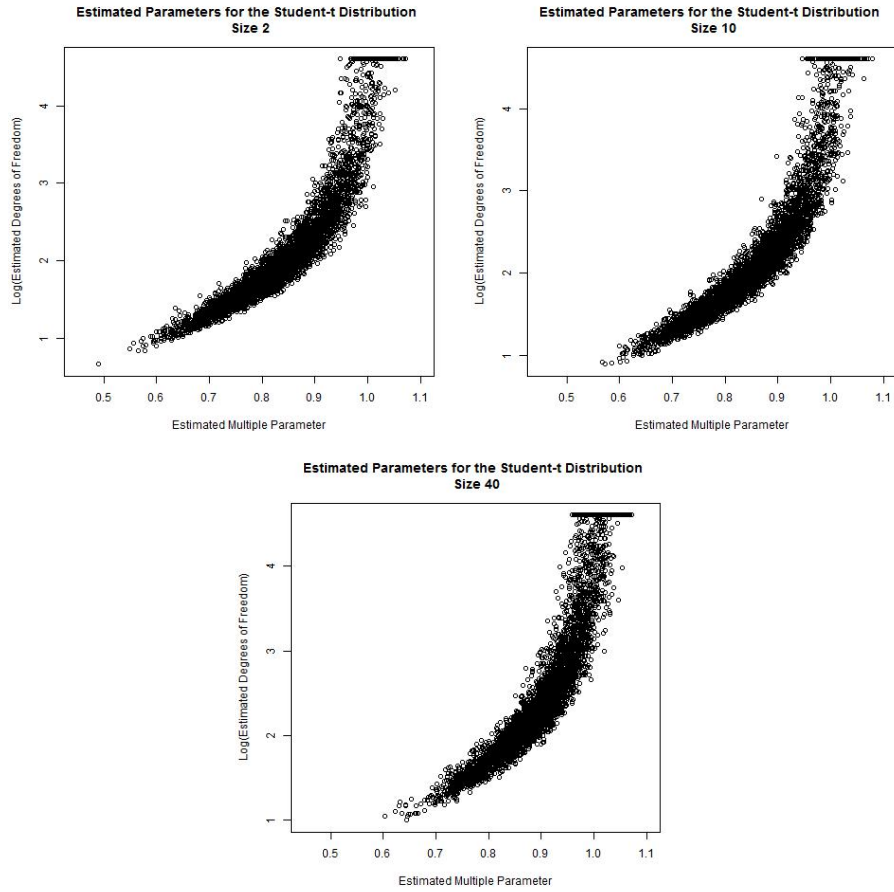 Estimated Parameters for the Student-t Distribution
Size 2
Log(Estimated Degrees of Freedom)
4
3
2
1
0.5 0.6 0.7 0.8 0.9 1.0 1.1
Estimated Multiple Parameter
Estimated Parameters for the Student-t Distribution
Size 10
Log(Estimated Degrees of Freedom)
4
3
2
1
0.5 0.6 0.7 0.8 0.9 1.0 1.1
Estimated Multiple Parameter
Estimated Parameters for the Student-t Distribution
Size 40
Log(Estimated Degrees of Freedom)
4
3
2
1
0.5 0.6 0.7 0.8 0.9 1.0 1.1
Estimated Multiple Parameter